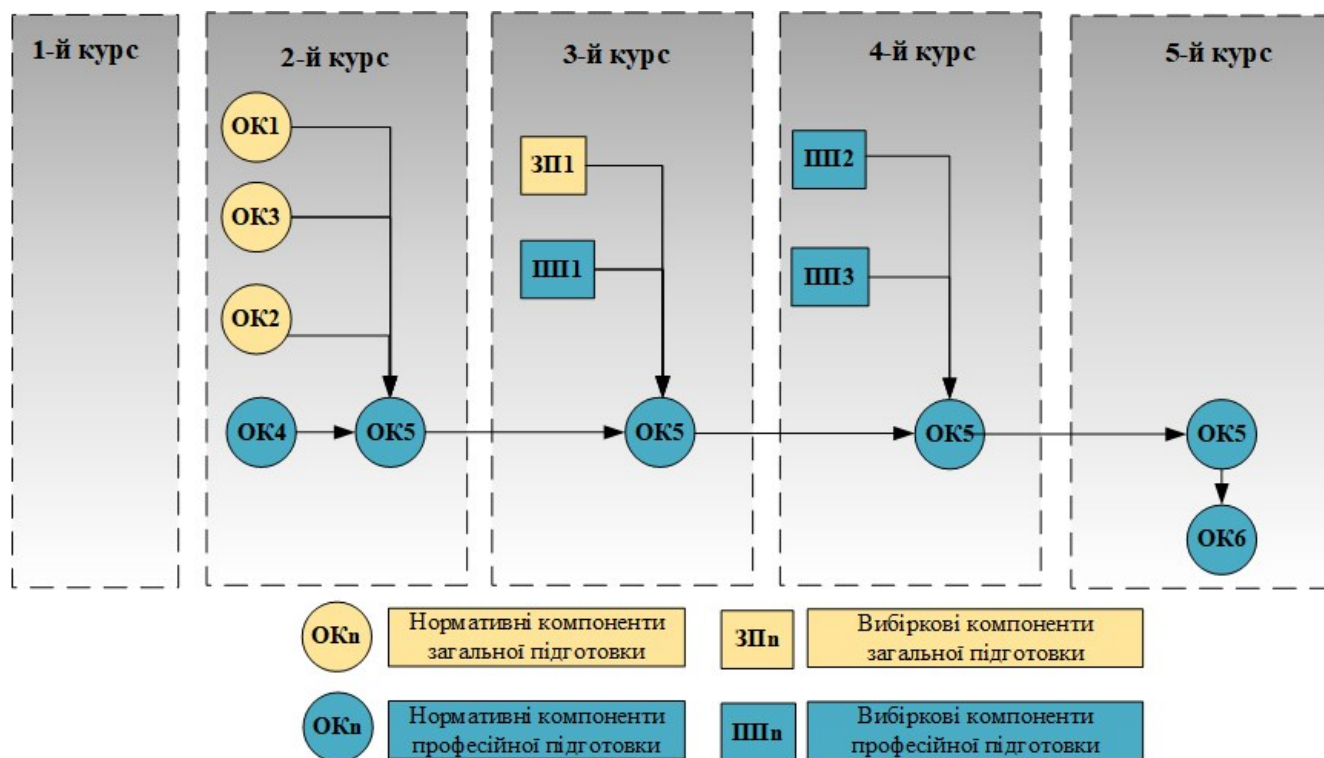 1-й курс
2-й курс
3-й курс
4-й курс
5-й курс
ОК1
ОК3
ОК2
ОК4
ОК5
ЗП1
ПП1
ОК5
ПП2
ПП3
ОК5
ОК5
ОК6
ОКn
Нормативні компоненти
загальної підготовки
ЗПn
Вибіркові компоненти
загальної підготовки
ОКn
Нормативні компоненти
професійної підготовки
ППn
Вибіркові компоненти
професійної підготовки